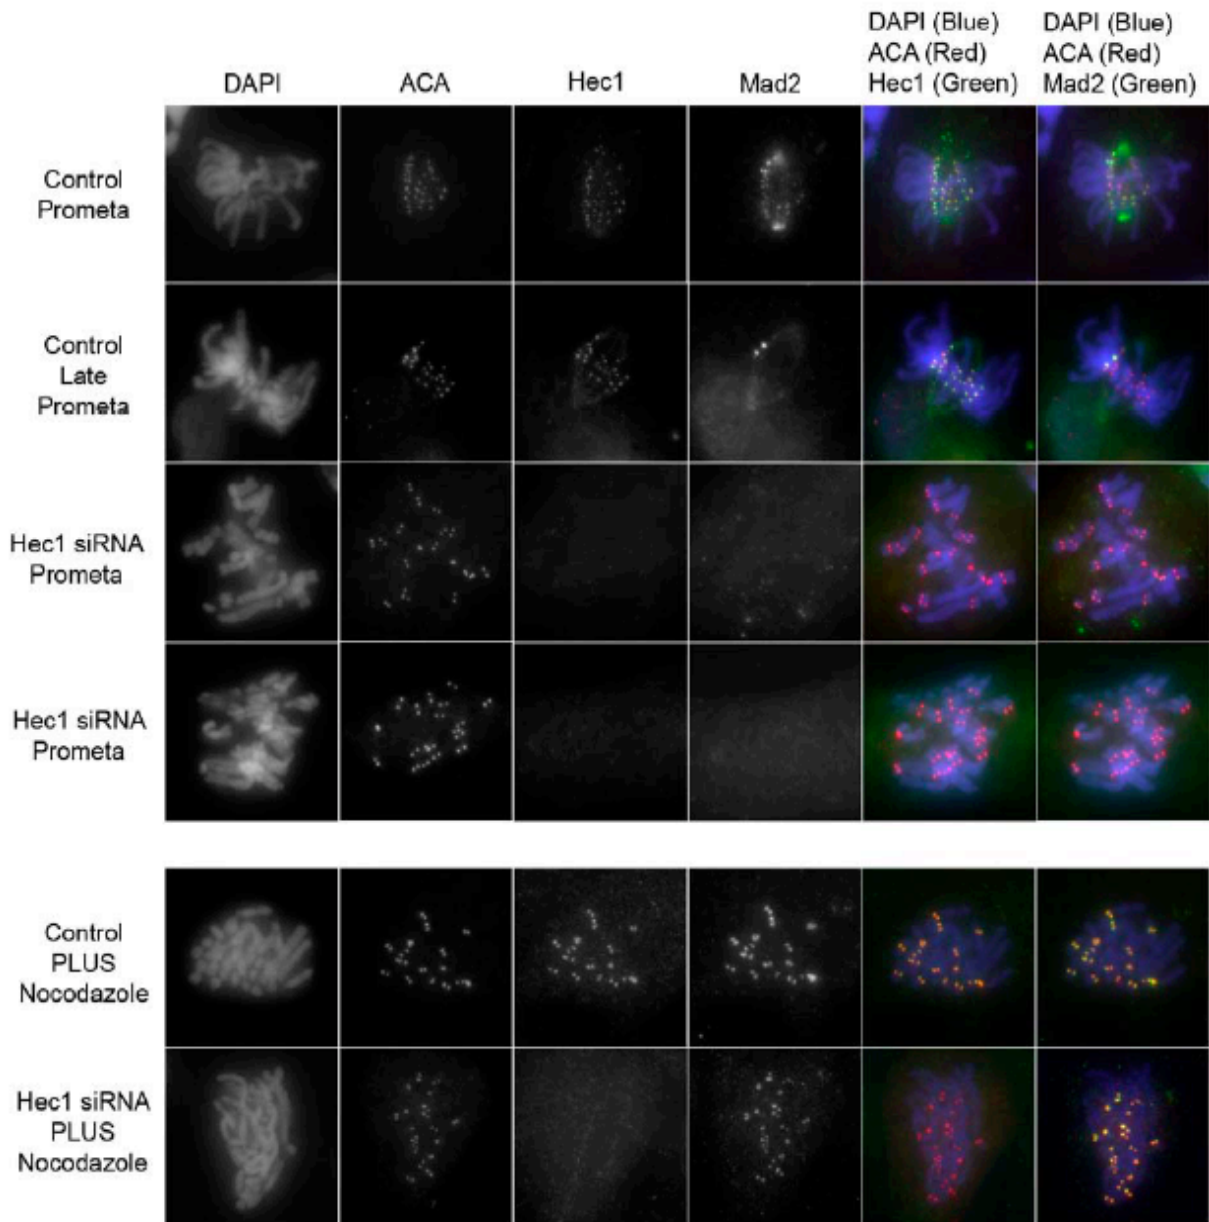 DAPI
ACA
Hec1
Mad2
DAPI (Blue)
ACA (Red)
Hec1 (Green)
DAPI (Blue)
ACA (Red)
Mad2 (Green)
Control
Prometa
Control
Late
Prometa
Hec1 siRNA
Prometa
Hec1 siRNA
Prometa
Control
PLUS
Nocodazole
Hec1 siRNA
PLUS
Nocodazole